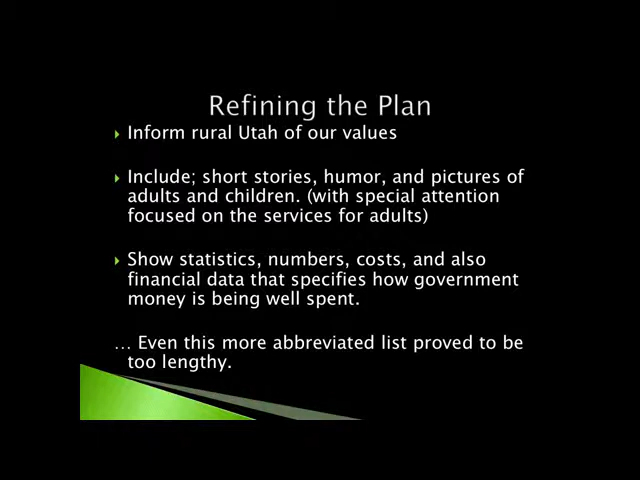 Refining the Plan
Inform rural Utah of our values
Include; short stories, humor, and pictures of
adults and children. (with special attention
focused on the services for adults)
Show statistics, numbers, costs, and also
financial data that specifies how government
money is being well spent.
… Even this more abbreviated list proved to be
too lengthy.